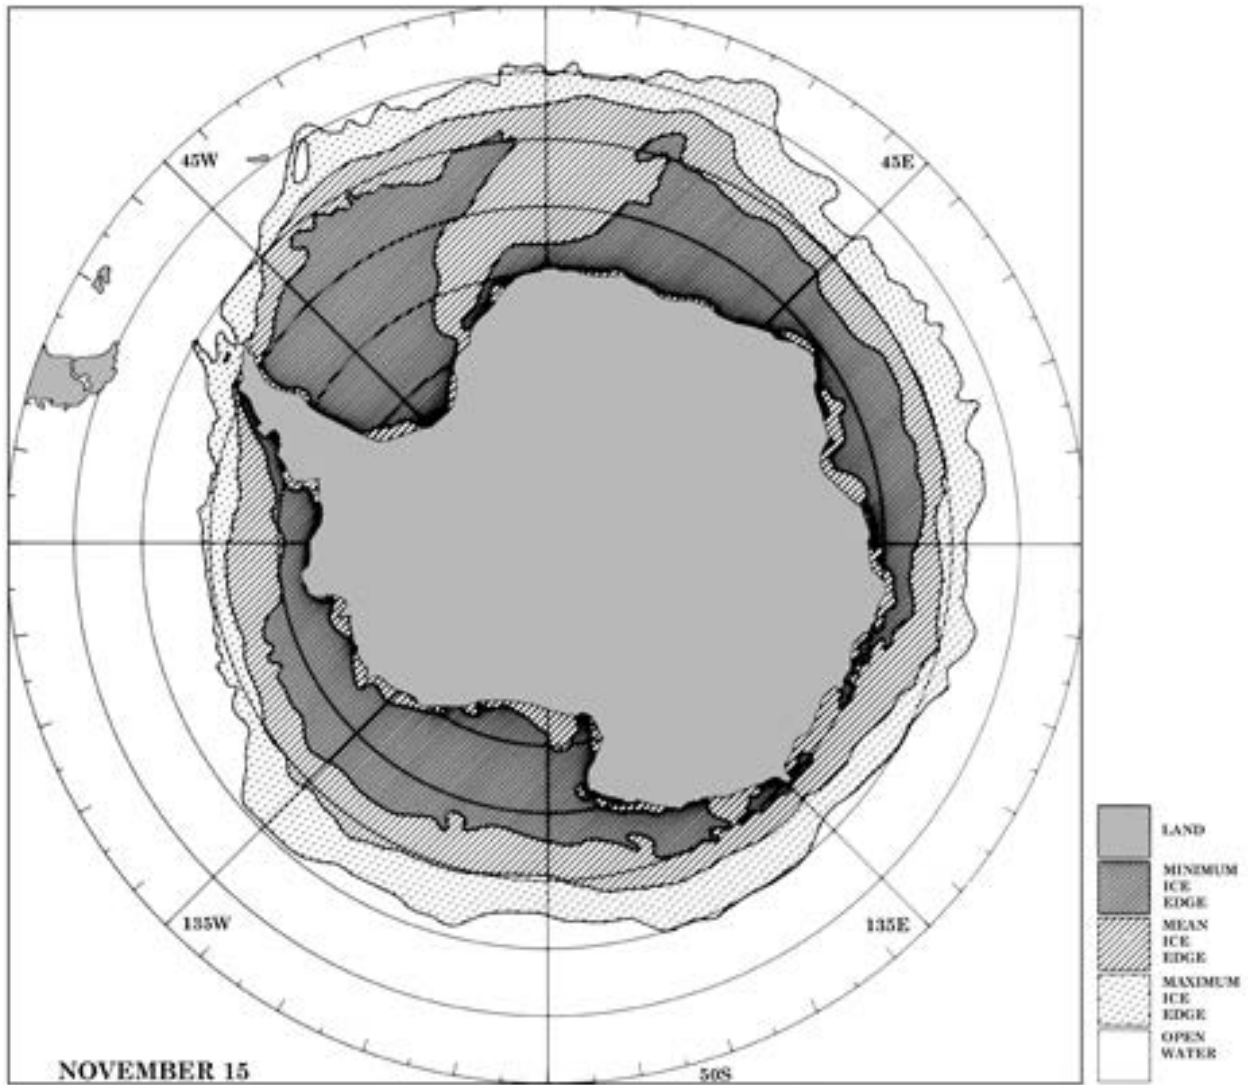 45W
45E
LAND
MINIMUM
ICE
EDGE
MEAN
ICE
EDGE
135W
135E
MAXIMUM
ICE
EDGE
OPEN
WATER
NOVEMBER 15
50S